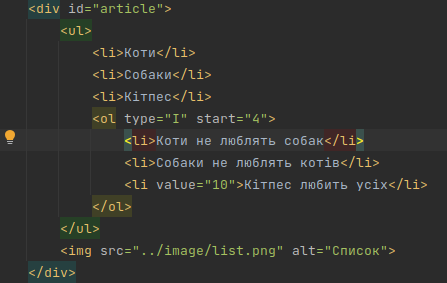 <div id="article">
<ul>
<li>Коти</li>
<li>Собаки</li>
<li>Кітпес</li>
<ol type="I" start="4">
<li>Коти не люблять собак</li>
<li>Собаки не люблять котів</li>
<li value="10">Кітпес любить усіх</li>
</ol>
</ul>
<img src="../image/list.png" alt="Список">
</div>